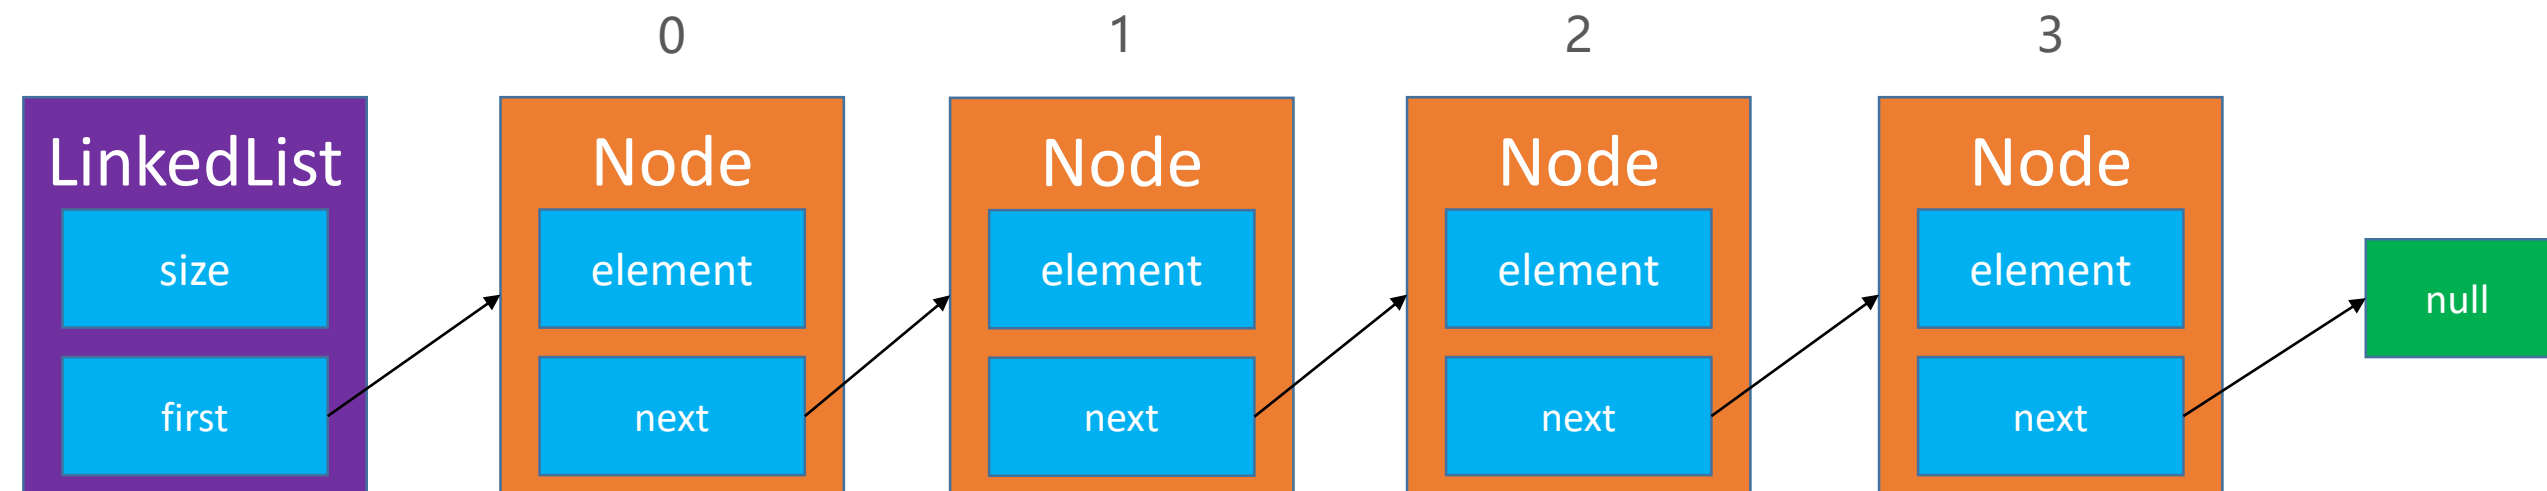 0 1 2 3
LinkedList Node Node Node Node
size element element element element
null
first next next next next